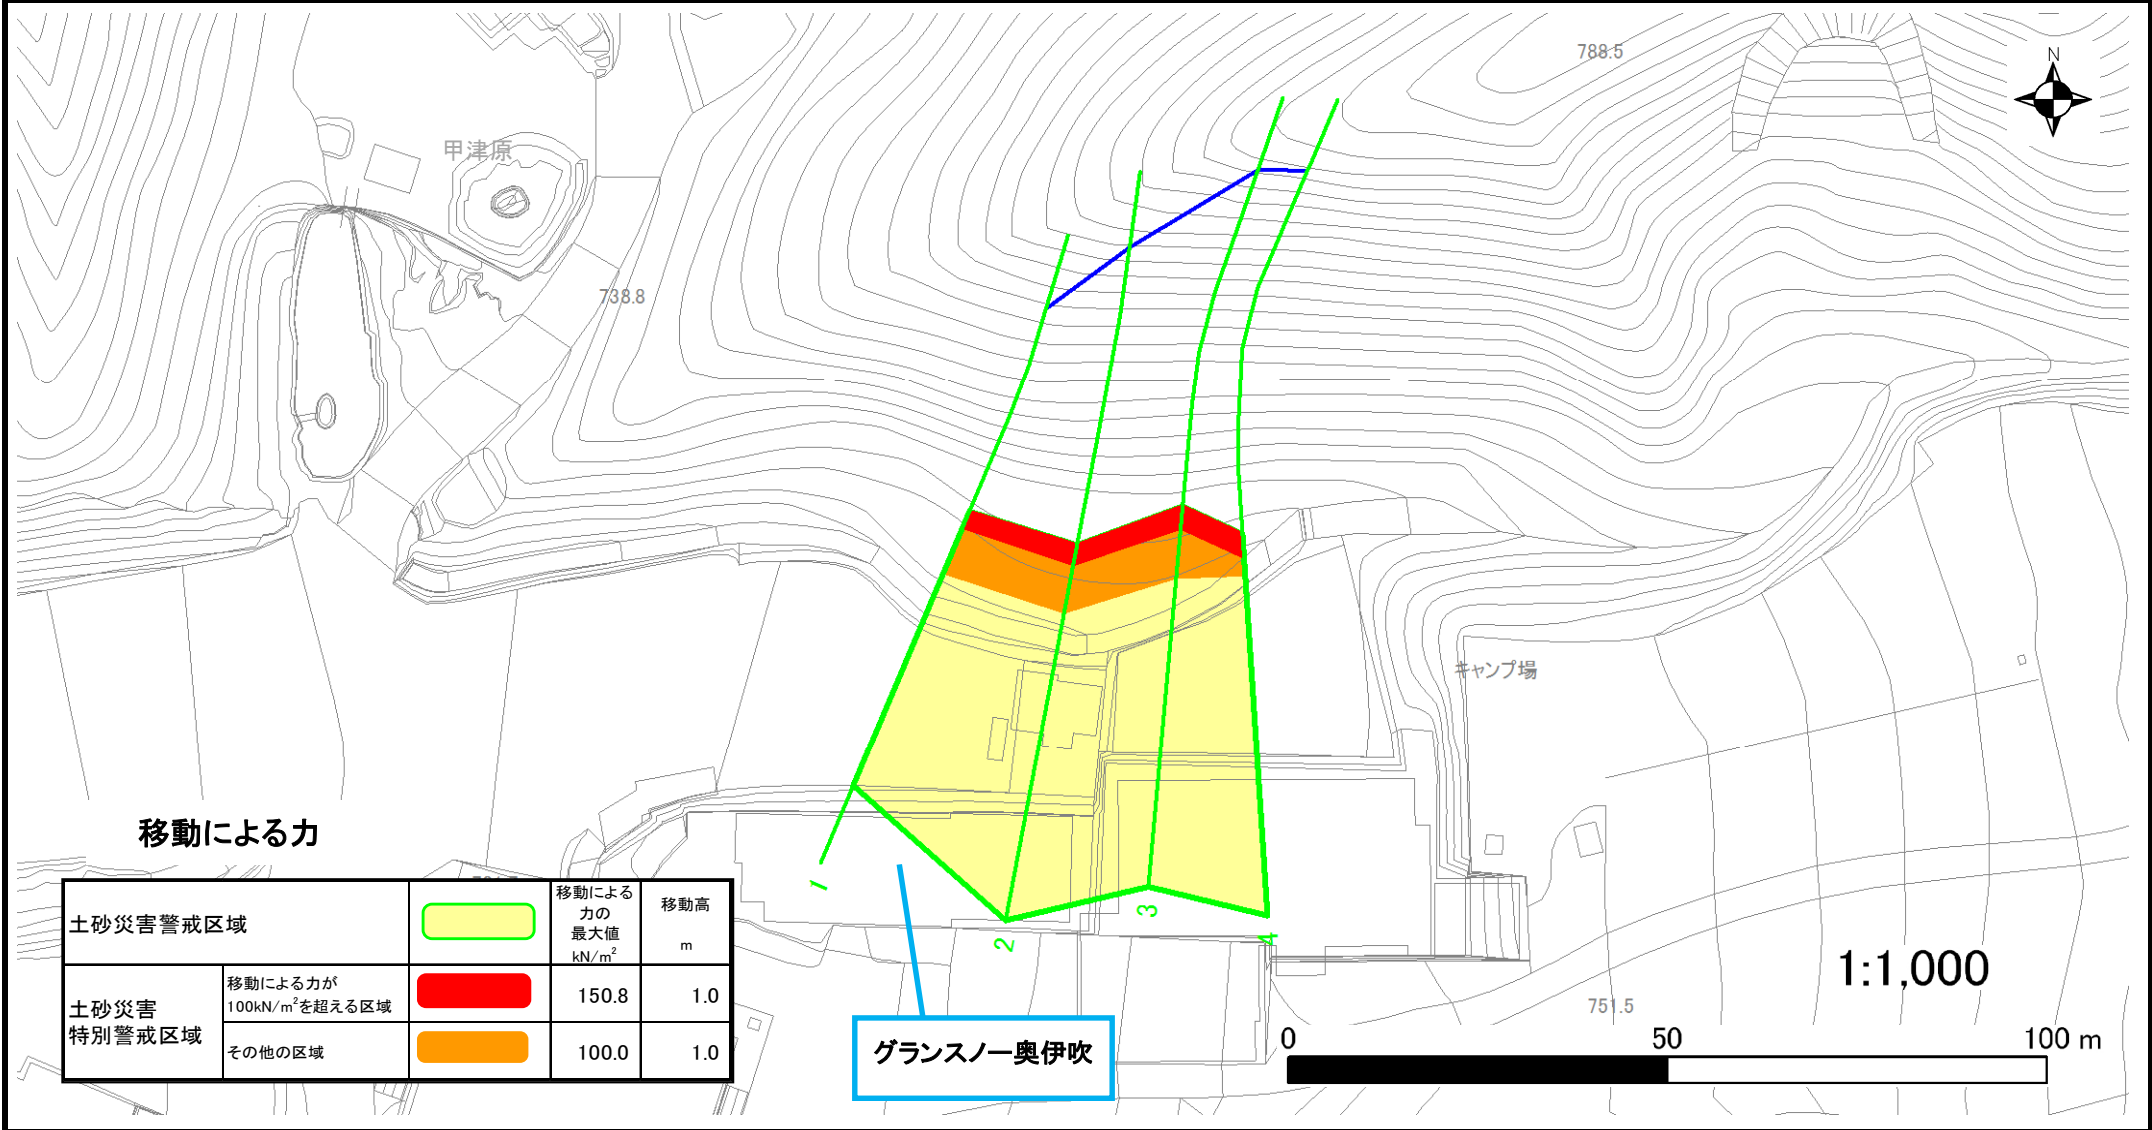 788.5
N
甲津原
738.8
キャンプ場
移動による力
1
2
3
4
土砂災害警戒区域
移動による
力の
最大値
kN/m²
移動高
m
土砂災害
特別警戒区域
移動による力が
100kN/m²を超える区域
150.8
1.0
その他の区域
100.0
1.0
グランスノー奥伊吹
1:1,000
751.5
0
50
100 m